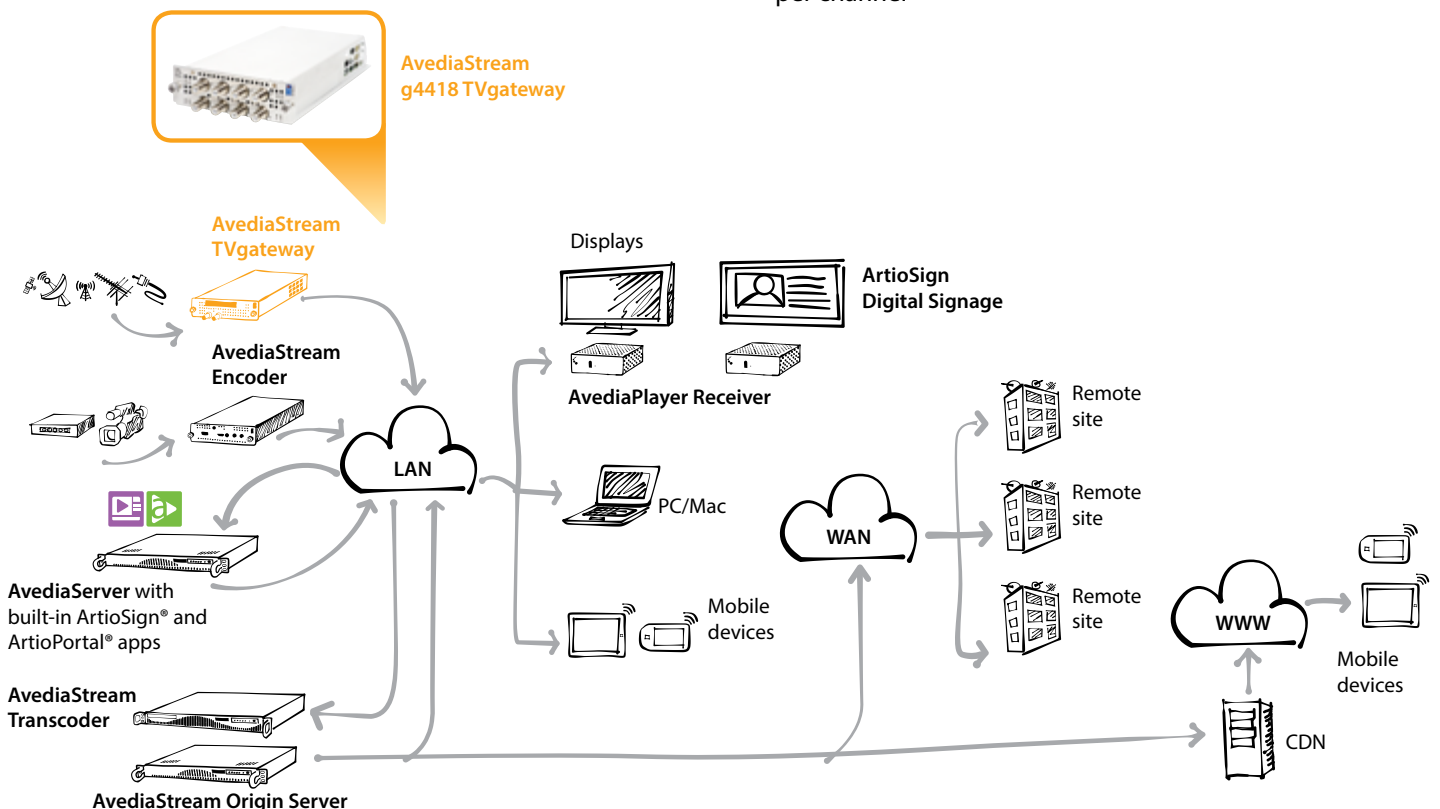 per channel
AvediaStream
g4418 TVgateway
AvediaStream
TVgateway
Displays
ArtioSign
Digital Signage
AvediaStream
Encoder
AvediaPlayer Receiver
Remote
site
LAN
PC/Mac
Remote
site
WAN
AvediaServer with
built-in ArtioSign® and
ArtioPortal® apps
Mobile
devices
Remote
site
WWW
Mobile
devices
AvediaStream
Transcoder
CDN
AvediaStream Origin Server